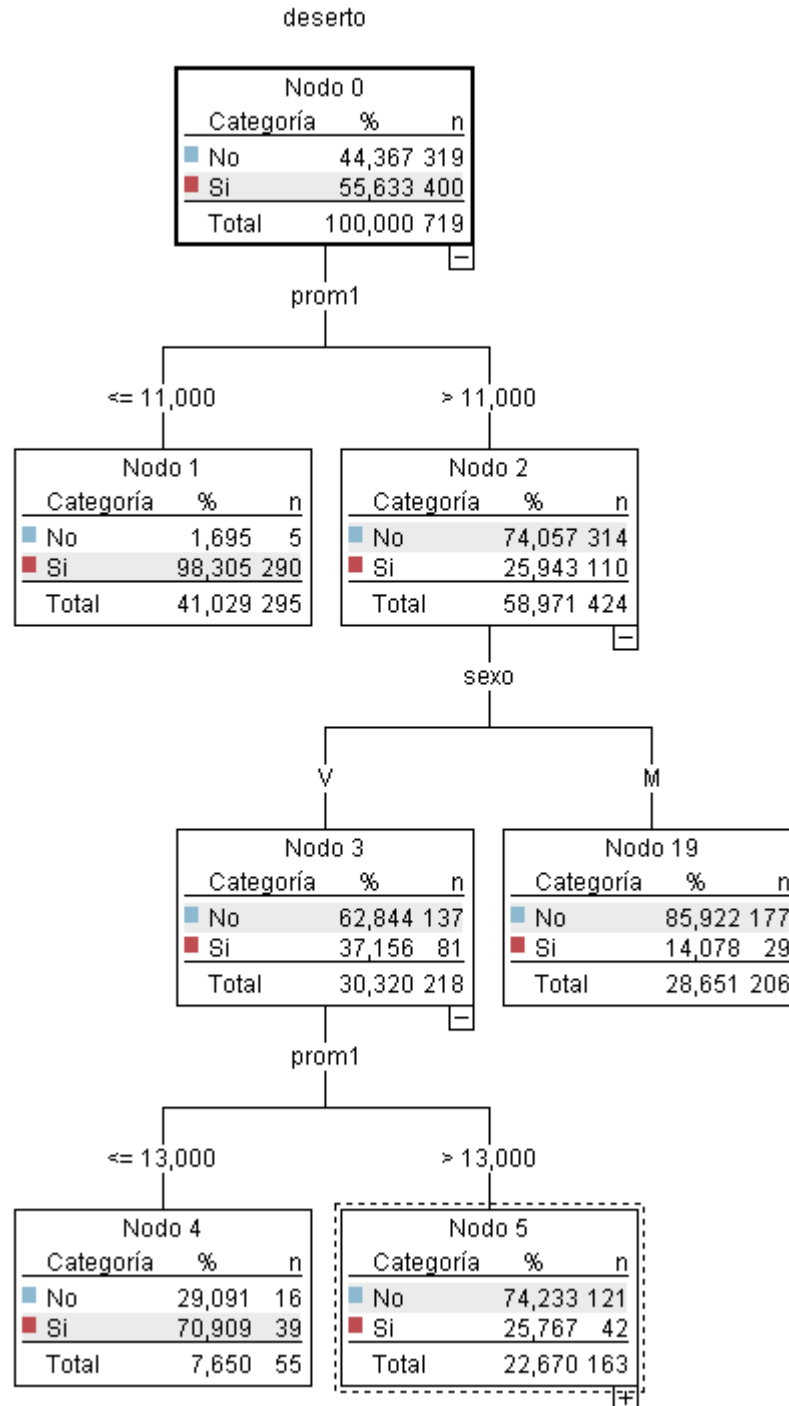 deserto
Nodo 0
Categoría % n
No 44,367 319
Si 55,633 400
Total 100,000 719
prom1
<= 11,000 > 11,000
Nodo 1
Categoría % n
No 1,695 5
Si 98,305 290
Total 41,029 295
Nodo 2
Categoría % n
No 74,057 314
Si 25,943 110
Total 58,971 424
sexo
V M
Nodo 3
Categoría % n
No 62,844 137
Si 37,156 81
Total 30,320 218
Nodo 19
Categoría % n
No 85,922 177
Si 14,078 29
Total 28,651 206
prom1
<= 13,000 > 13,000
Nodo 4
Categoría % n
No 29,091 16
Si 70,909 39
Total 7,650 55
Nodo 5
Categoría % n
No 74,233 121
Si 25,767 42
Total 22,670 163